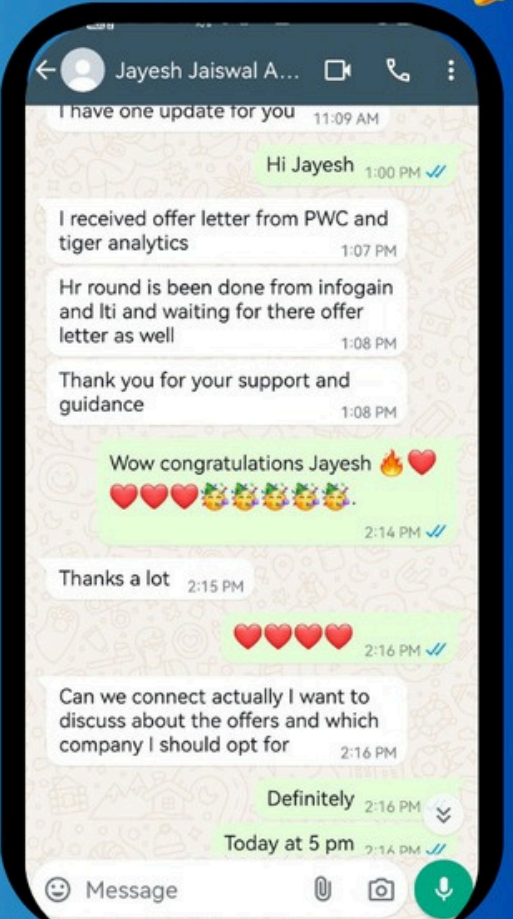 Jayesh Jaiswal A...
I have one update for you 11:09 AM
Hi Jayesh 1:00 PM
I received offer letter from PWC and
tiger analytics
1:07 PM
Hr round is been done from infogain
and lti and waiting for there offer
letter as well
1:08 PM
Thank you for your support and
guidance
1:08 PM
Wow congratulations Jayesh 🔥❤️
❤️❤️❤️🥳🥳🥳🥳🥳.
2:14 PM
Thanks a lot 2:15 PM
❤️❤️❤️❤️ 2:16 PM
Can we connect actually I want to
discuss about the offers and which
company I should opt for
2:16 PM
Definitely 2:16 PM
Today at 5 pm 2:16 PM
Message